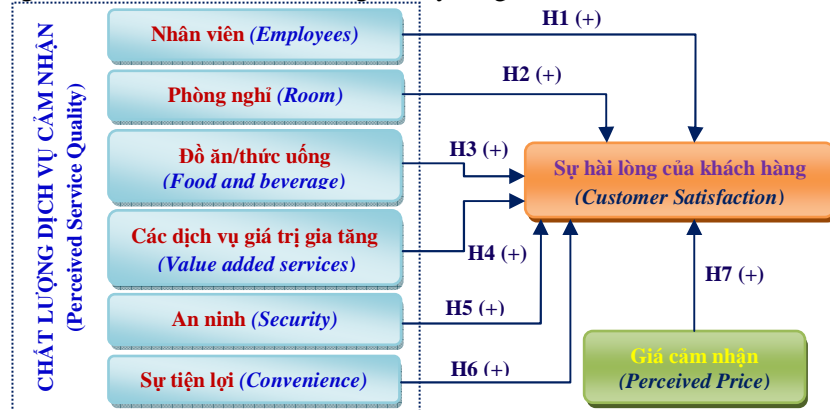 CHẤT LƯỢNG DỊCH VỤ CẢM NHẬN
(Perceived Service Quality)
Nhân viên (Employees)
H1 (+)
Phòng nghỉ (Room)
H2 (+)
Đồ ăn/thức uống
(Food and beverage)
H3 (+)
Sự hài lòng của khách hàng
(Customer Satisfaction)
Các dịch vụ giá trị gia tăng
(Value added services)
H4 (+)
An ninh (Security)
H5 (+)
H7 (+)
Sự tiện lợi (Convenience)
H6 (+)
Giá cảm nhận
(Perceived Price)